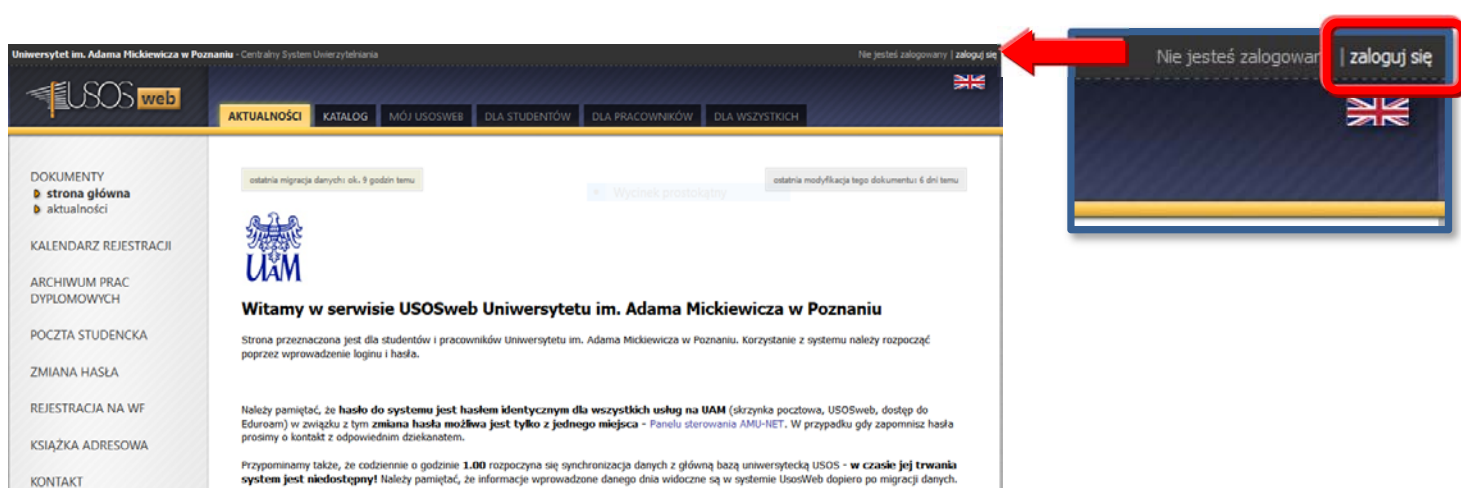 Uniwersytet im. Adama Mickiewicza w Poznaniu - Centralny System Uwierzytelniania
Nie jesteś zalogowany | zaloguj się
USOS web
AKTUALNOŚCI KATALOG MÓJ USOSWEB DLA STUDENTÓW DLA PRACOWNIKÓW DLA WSZYSTKICH
DOKUMENTY
strona główna
aktualności
KALENDARZ REJESTRACJI
ARCHIWUM PRAC
DYPLOMOWYCH
POCZTA STUDENCKA
ZMIANA HASŁA
REJESTRACJA NA WF
KSIĄŻKA ADRESOWA
KONTAKT
ostatnia migracja danych: ok. 9 godzin temu
Wycinek prostokątny
ostatnia modyfikacja tego dokumentu: 6 dni temu
UAM
Witamy w serwisie USOSweb Uniwersytetu im. Adama Mickiewicza w Poznaniu
Strona przeznaczona jest dla studentów i pracowników Uniwersytetu im. Adama Mickiewicza w Poznaniu. Korzystanie z systemu należy rozpocząć
poprzez wprowadzenie loginu i hasła.
Należy pamiętać, że hasło do systemu jest hasłem identycznym dla wszystkich usług na UAM (skrzynka pocztowa, USOSweb, dostęp do
Eduroam) w związku z tym zmiana hasła możliwa jest tylko z jednego miejsca - Panelu sterowania AMU-NET. W przypadku gdy zapomnisz hasła
prosimy o kontakt z odpowiednim dziekanatem.
Przypominamy także, że codziennie o godzinie 1.00 rozpoczyna się synchronizacja danych z główną bazą uniwersytecką USOS - w czasie jej trwania
system jest niedostępny! Należy pamiętać, że informacje wprowadzone danego dnia widoczne są w systemie UsosWeb dopiero po migracji danych.
Nie jesteś zalogowan | zaloguj się